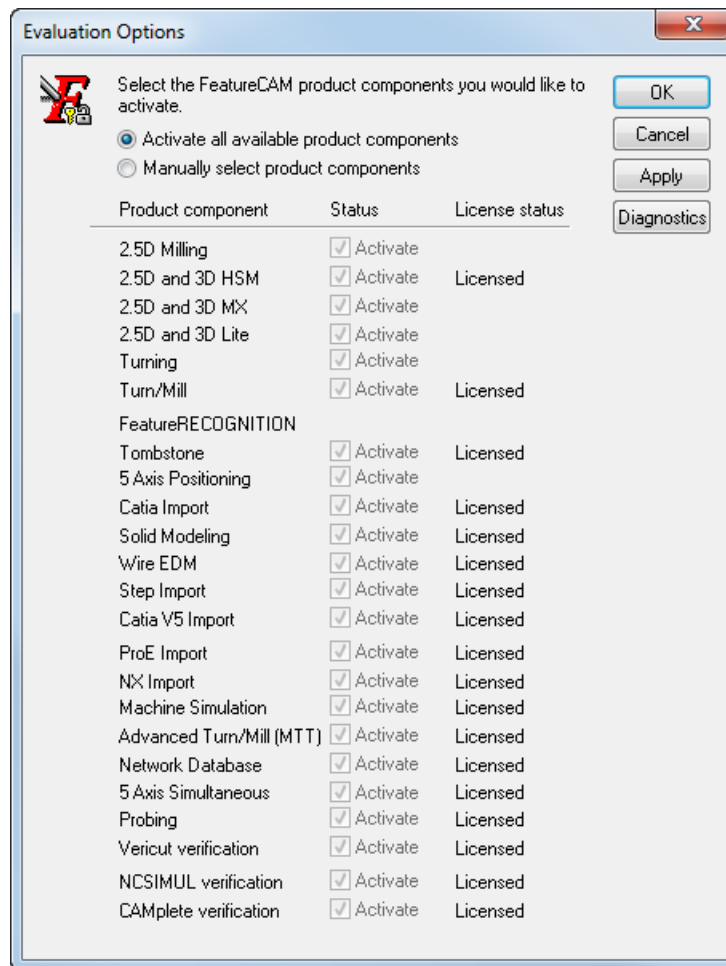 Evaluation Options
Select the FeatureCAM product components you would like to
activate.
Activate all available product components
Manually select product components
OK
Cancel
Apply
Diagnostics
Product component Status License status
2.5D Milling Activate
2.5D and 3D HSM Activate Licensed
2.5D and 3D MX Activate
2.5D and 3D Lite Activate
Turning Activate
Turn/Mill Activate Licensed
FeatureRECOGNITION
Tombstone Activate Licensed
5 Axis Positioning Activate
Catia Import Activate Licensed
Solid Modeling Activate Licensed
Wire EDM Activate Licensed
Step Import Activate Licensed
Catia V5 Import Activate Licensed
ProE Import Activate Licensed
NX Import Activate Licensed
Machine Simulation Activate Licensed
Advanced Turn/Mill (MTT) Activate Licensed
Network Database Activate Licensed
5 Axis Simultaneous Activate Licensed
Probing Activate Licensed
Vericut verification Activate Licensed
NCSIMUL verification Activate Licensed
CAMplete verification Activate Licensed